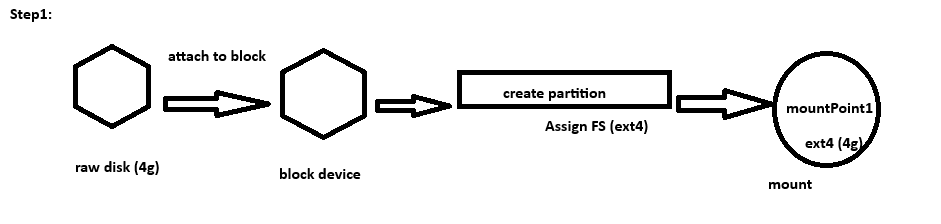 Step1:
attach to block
create partition
mountPoint1
Assign FS (ext4)
ext4 (4g)
raw disk (4g)
block device
mount